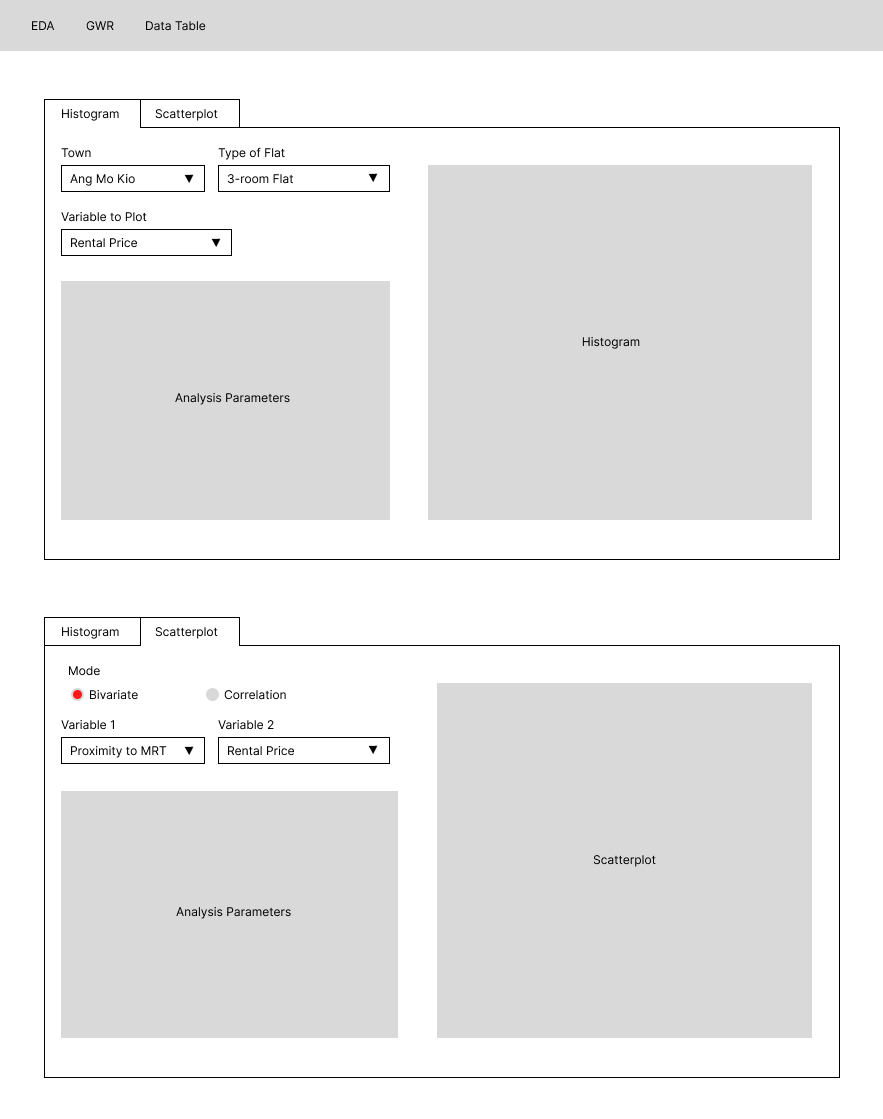 EDA GWR Data Table
Histogram Scatterplot
Town Type of Flat
Ang Mo Kio ▼ 3-room Flat ▼
Variable to Plot
Rental Price ▼
Histogram
Analysis Parameters
Histogram Scatterplot
Mode
Bivariate Correlation
Variable 1 Variable 2
Proximity to MRT ▼ Rental Price ▼
Scatterplot
Analysis Parameters